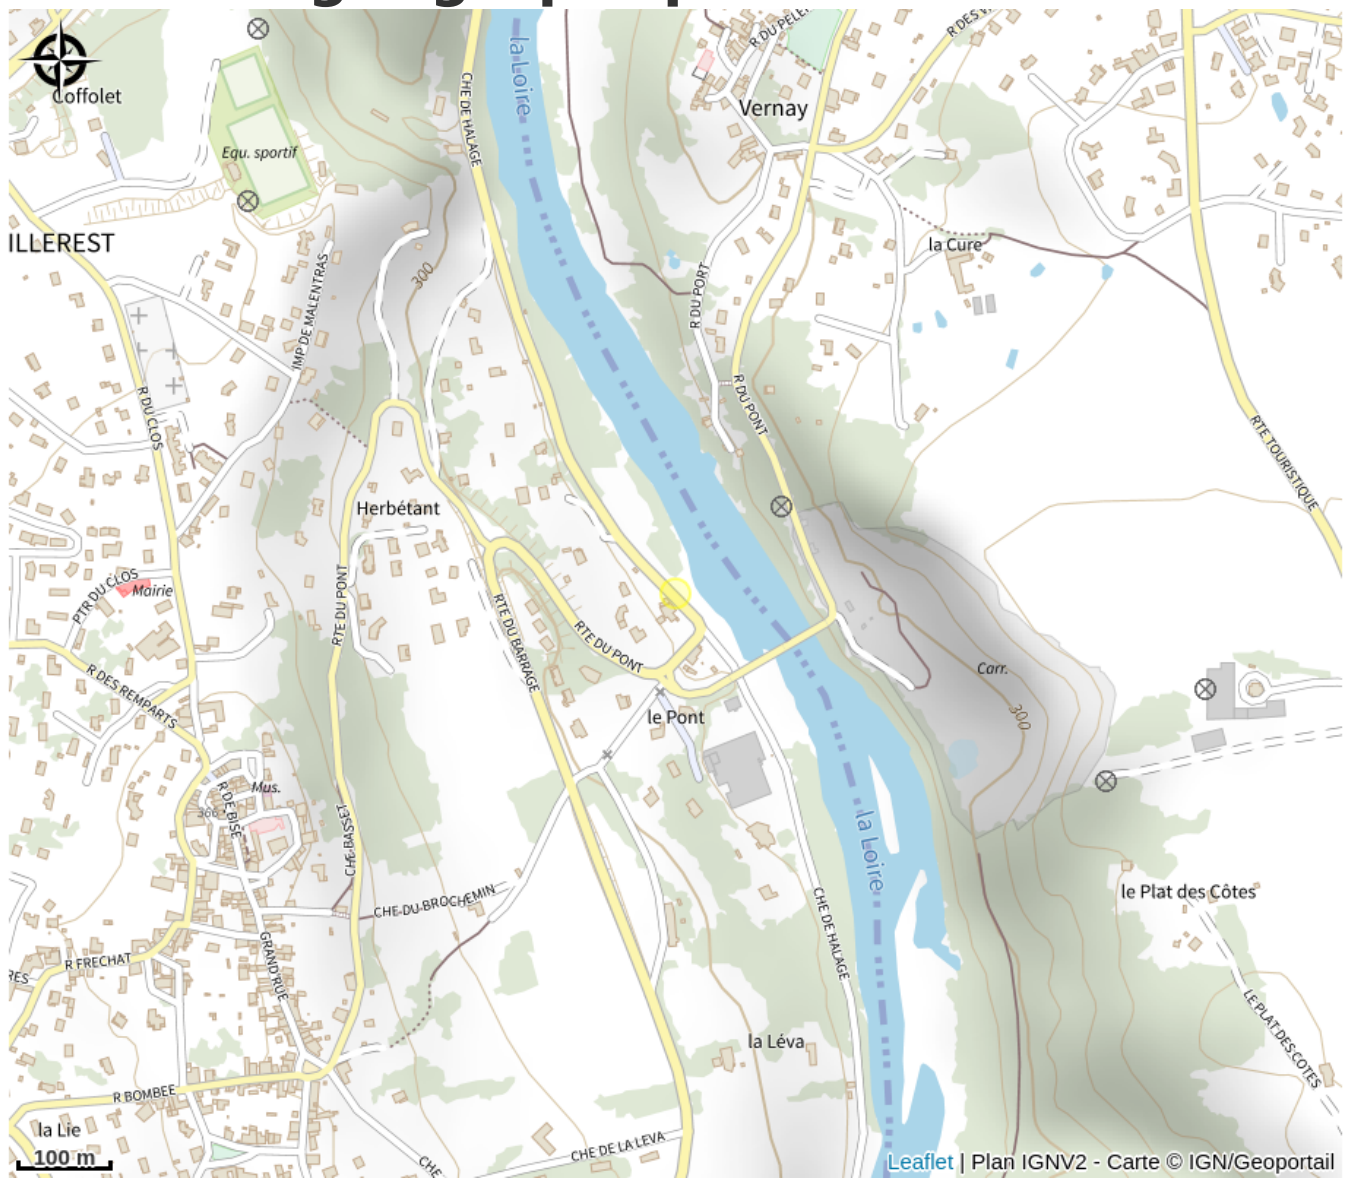 la Loire
R DU PELE
R DES V
Coffolet
CHE DE HALAGE
Vernay
Equ. sportif
ILLEREST
la Cure
300
IMP DE MALENTRAS
R DU PORT
R DU CLOS
R DU PONT
RTE TOURISTIQUE
Herbétant
PTR DU CLOS
Mairie
RTE DU PONT
RTE DU BARRAGE
RTE DU PONT
Carr.
R DES REMPARTS
le Pont
300
Mus.
R DE BISE
366
CHE BASSET
la Loire
CHE DU BROCHEMIN
CHE DE HALAGE
le Plat des Côtes
R FRECHAT
RES
GRAND'RUE
LE PLAT DES COTES
la Léva
R BOMBEE
la Lie
CHE DE LA LEVA
CHE
100 m
Leaflet | Plan IGNV2 - Carte © IGN/Geoportail